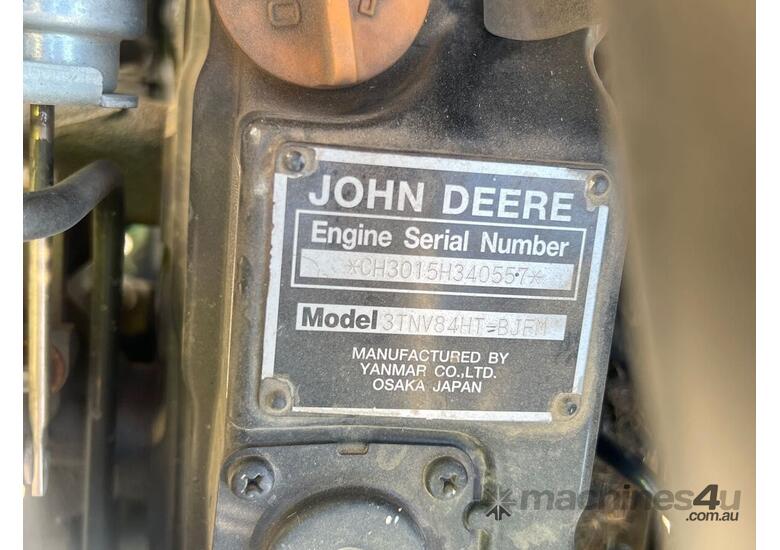 JOHN DEERE
Engine Serial Number
*CH3015H340557*
Model 3TNV84HT-BJFM
MANUFACTURED BY
YANMAR CO.,LTD.
OSAKA JAPAN
machines4u
.com.au